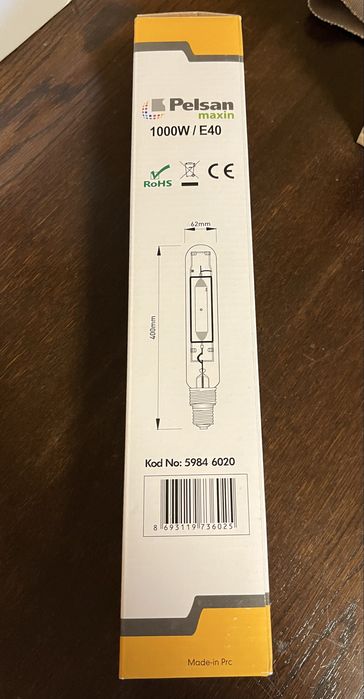 Pelsan
maxin
1000W / E40
RoHS
CE
62mm
400mm
Kod No: 5984 6020
8 693119 736025
Made-in Prc